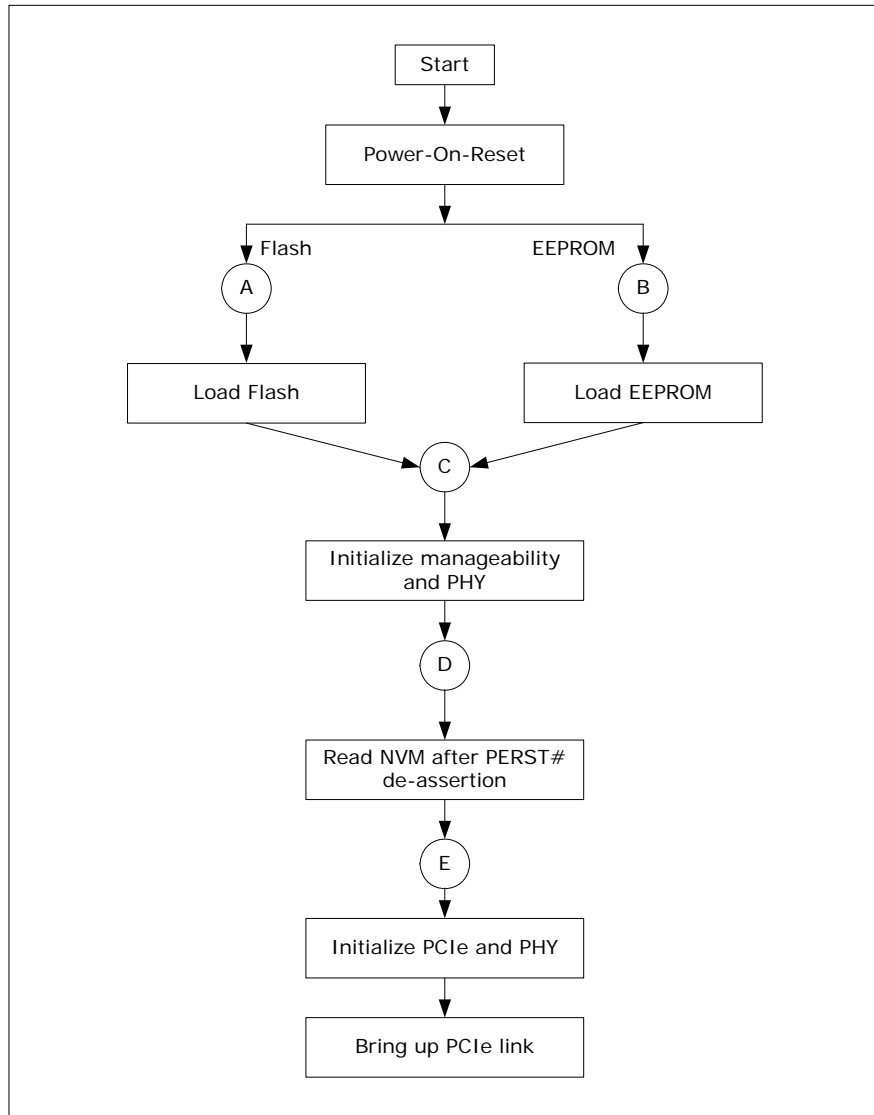 Start
Power-On-Reset
Flash
EEPROM
A
B
Load Flash
Load EEPROM
C
Initialize manageability
and PHY
D
Read NVM after PERST#
de-assertion
E
Initialize PCIe and PHY
Bring up PCIe link